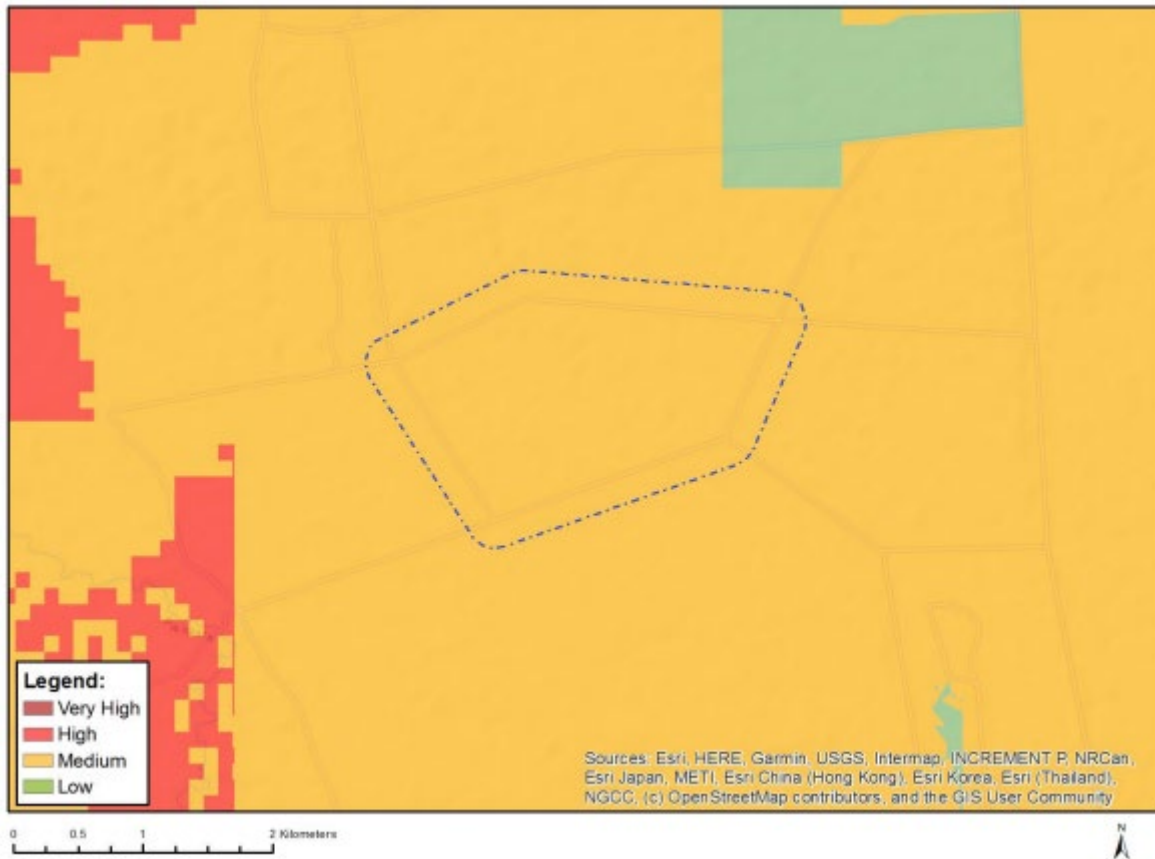 Legend:
Very High
High
Medium
Low
Sources: Esri, HERE, Garmin, USGS, Intermap, INCREMENT P, NRCan,
Esri Japan, METI, Esri China (Hong Kong), Esri Korea, Esri (Thailand),
NGCC, (c) OpenStreetMap contributors, and the GIS User Community
0 0.5 1 2 Kilometers
N